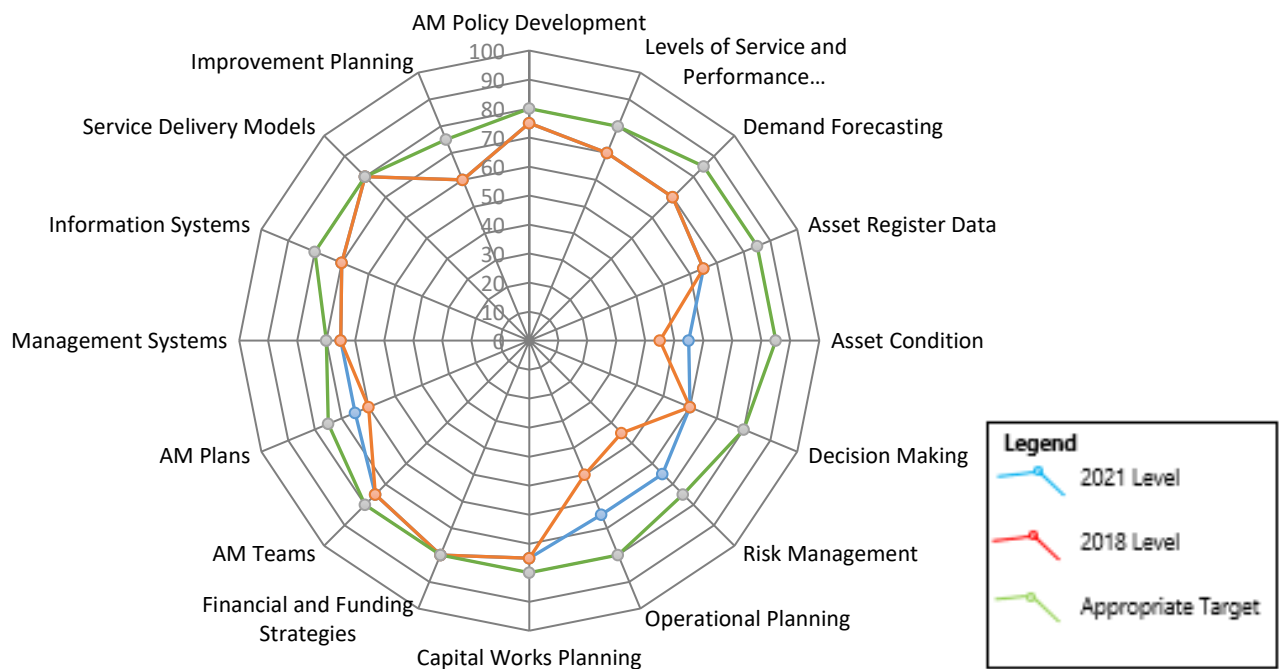 AM Policy Development
Levels of Service and
Performance...
Demand Forecasting
Asset Register Data
Asset Condition
Decision Making
Risk Management
Operational Planning
Capital Works Planning
Financial and Funding
Strategies
AM Teams
AM Plans
Management Systems
Information Systems
Service Delivery Models
Improvement Planning
100
90
80
70
60
50
40
30
20
10
0
Legend
2021 Level
2018 Level
Appropriate Target